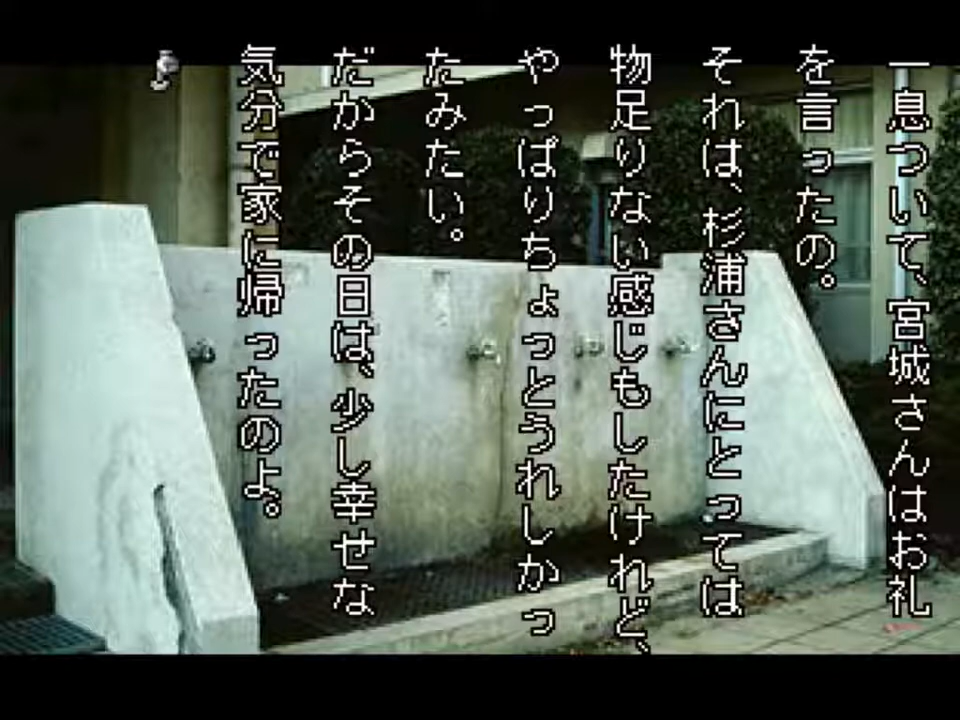 一息ついて、宮城さんはお礼
を言ったの。
それは、杉浦さんにとっては
物足りない感じもしたけれど、
やっぱりちょっとうれしかっ
たみたい。
だからその日は、少し幸せな
気分で家に帰ったのよ。